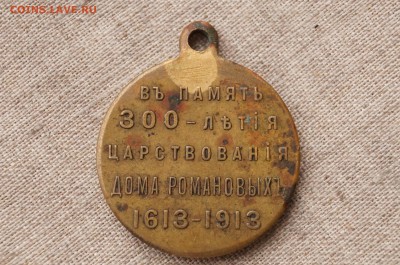 COINS.LAVE.RU
ВЪ ПАМЯТЬ
300-ЛѢТІЯ
ЦАРСТВОВАНІЯ
ДОМА РОМАНОВЫХЪ
1613-1913